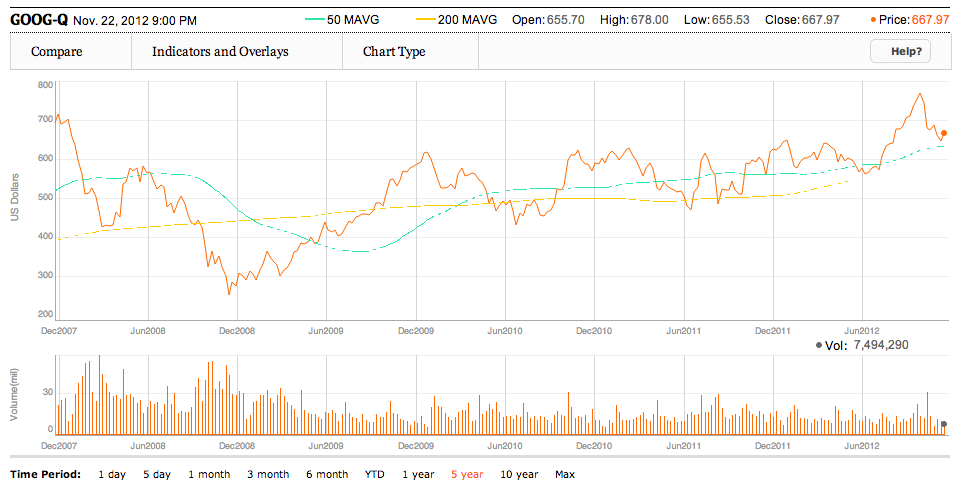 GOOG-Q Nov. 22, 2012 9:00 PM 50 MAVG 200 MAVG Open: 655.70 High: 678.00 Low: 655.53 Close: 667.97 Price: 667.97
Compare Indicators and Overlays Chart Type Help?
800
700
600
500
400
300
200
US Dollars
Dec2007 Jun2008 Dec2008 Jun2009 Dec2009 Jun2010 Dec2010 Jun2011 Dec2011 Jun2012
Vol: 7,494,290
30
0
Volume(mil)
Dec2007 Jun2008 Dec2008 Jun2009 Dec2009 Jun2010 Dec2010 Jun2011 Dec2011 Jun2012
Time Period: 1 day 5 day 1 month 3 month 6 month YTD 1 year 5 year 10 year Max